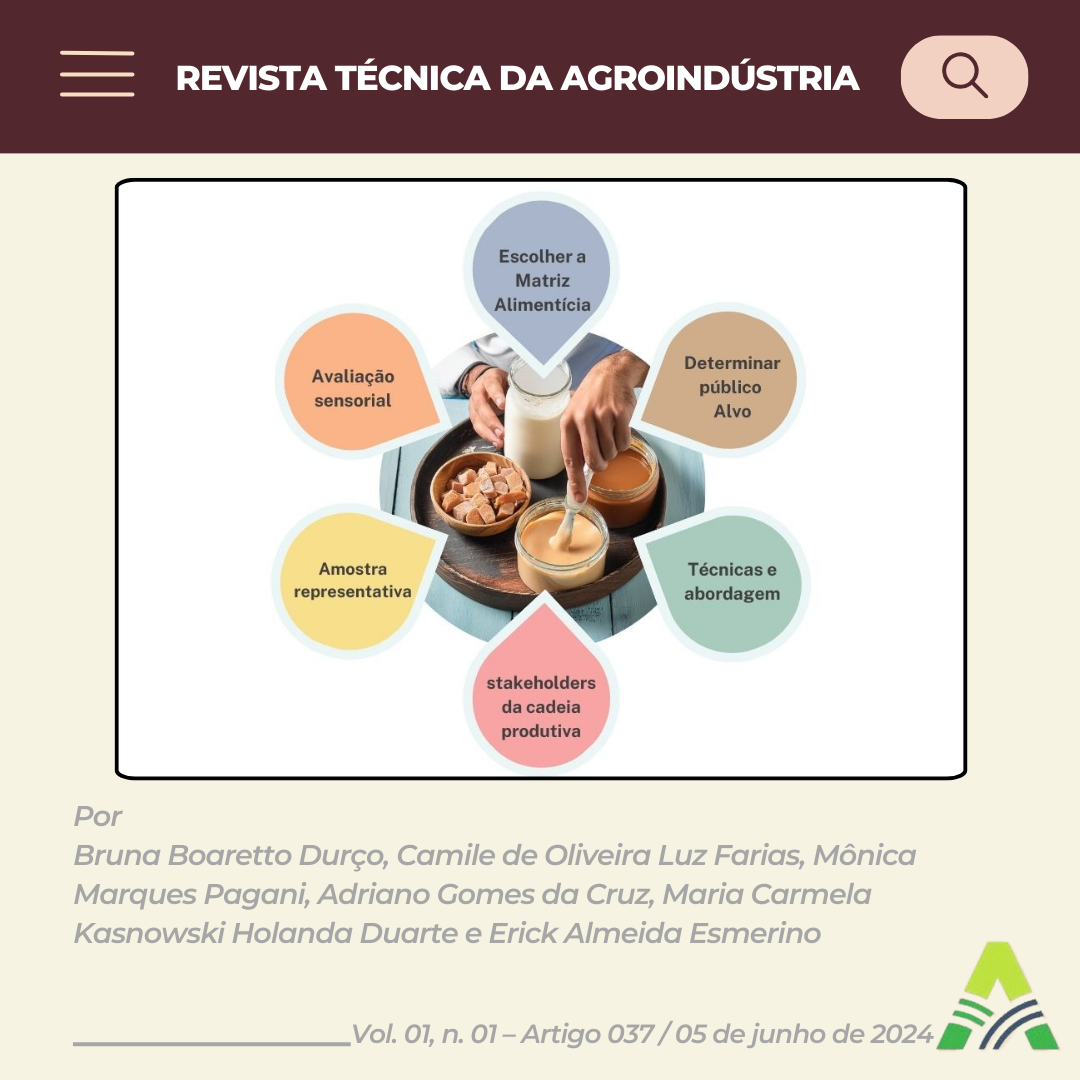 REVISTA TÉCNICA DA AGROINDÚSTRIA
Escolher a
Matriz
Alimentícia
Determinar
público
Alvo
Técnicas e
abordagem
stakeholders
da cadeia
produtiva
Amostra
representativa
Avaliação
sensorial
Por
Bruna Boaretto Durço, Camile de Oliveira Luz Farias, Mônica
Marques Pagani, Adriano Gomes da Cruz, Maria Carmela
Kasnowski Holanda Duarte e Erick Almeida Esmerino
Vol. 01, n. 01 – Artigo 037 / 05 de junho de 2024